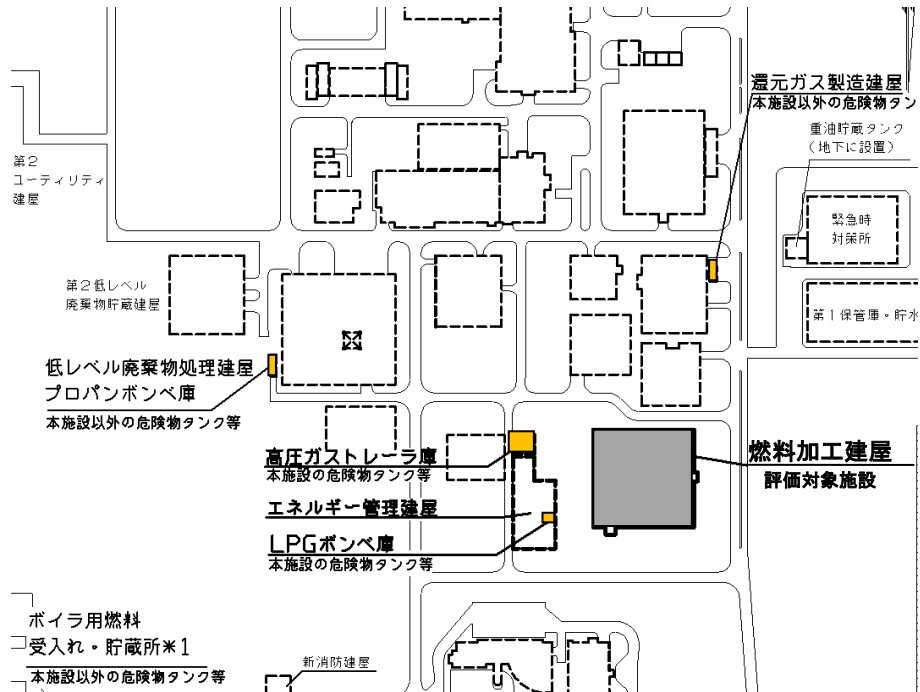 還元ガス製造建屋
本施設以外の危険物タン
重油貯蔵タンク
（地下に設置）
第2
ユーティリティ
建屋
緊急時
対策所
第2低レベル
廃棄物貯蔵建屋
第1保管庫・貯水
低レベル廃棄物処理建屋
プロパンボンベ庫
本施設以外の危険物タンク等
高圧ガストレーラ庫
本施設の危険物タンク等
燃料加工建屋
評価対象施設
エネルギー管理建屋
LPGボンベ庫
本施設の危険物タンク等
ボイラ用燃料
受入れ・貯蔵所＊1
本施設以外の危険物タンク等
新消防建屋